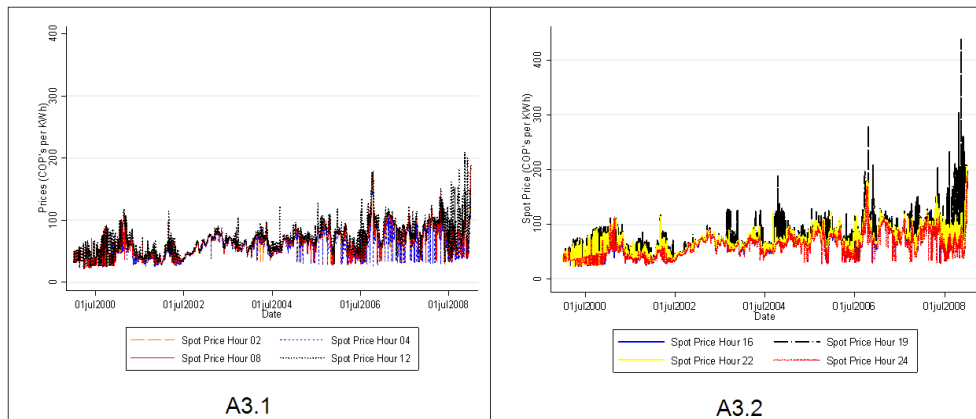 Prices (COP's per KWh)
400
300
200
100
0
01jul2000 01jul2002 01jul2004 01jul2006 01jul2008
Date
Spot Price Hour 02 Spot Price Hour 04
Spot Price Hour 08 Spot Price Hour 12
A3.1
Spot Price (COP's per KWh)
400
300
200
100
0
01jul2000 01jul2002 01jul2004 01jul2006 01jul2008
Date
Spot Price Hour 16 Spot Price Hour 19
Spot Price Hour 22 Spot Price Hour 24
A3.2